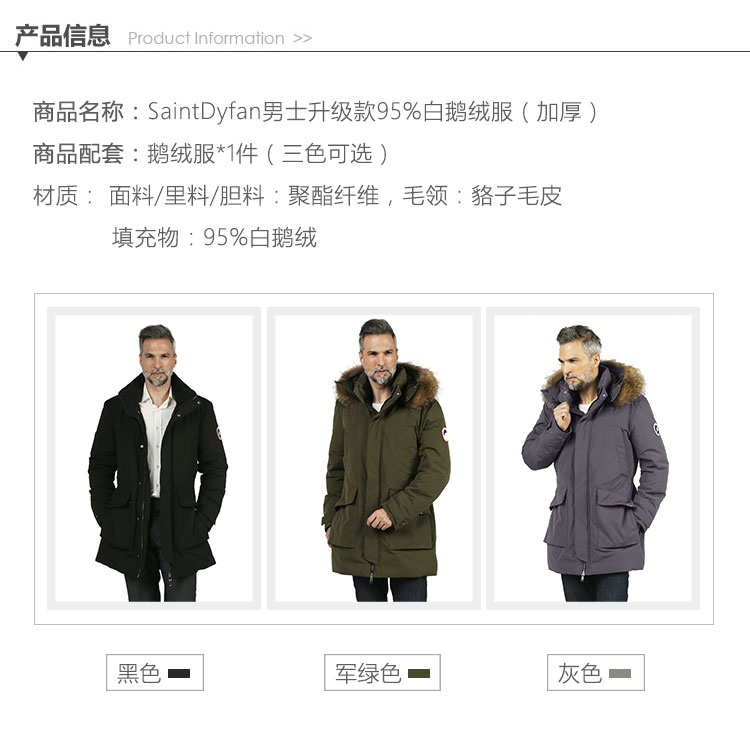 产品信息 Product Information >>
商品名称：SaintDyfan男士升级款95%白鹅绒服（加厚）
商品配套：鹅绒服*1件（三色可选）
材质： 面料/里料/胆料：聚酯纤维，毛领：貉子毛皮
填充物：95%白鹅绒
黑色
军绿色
灰色